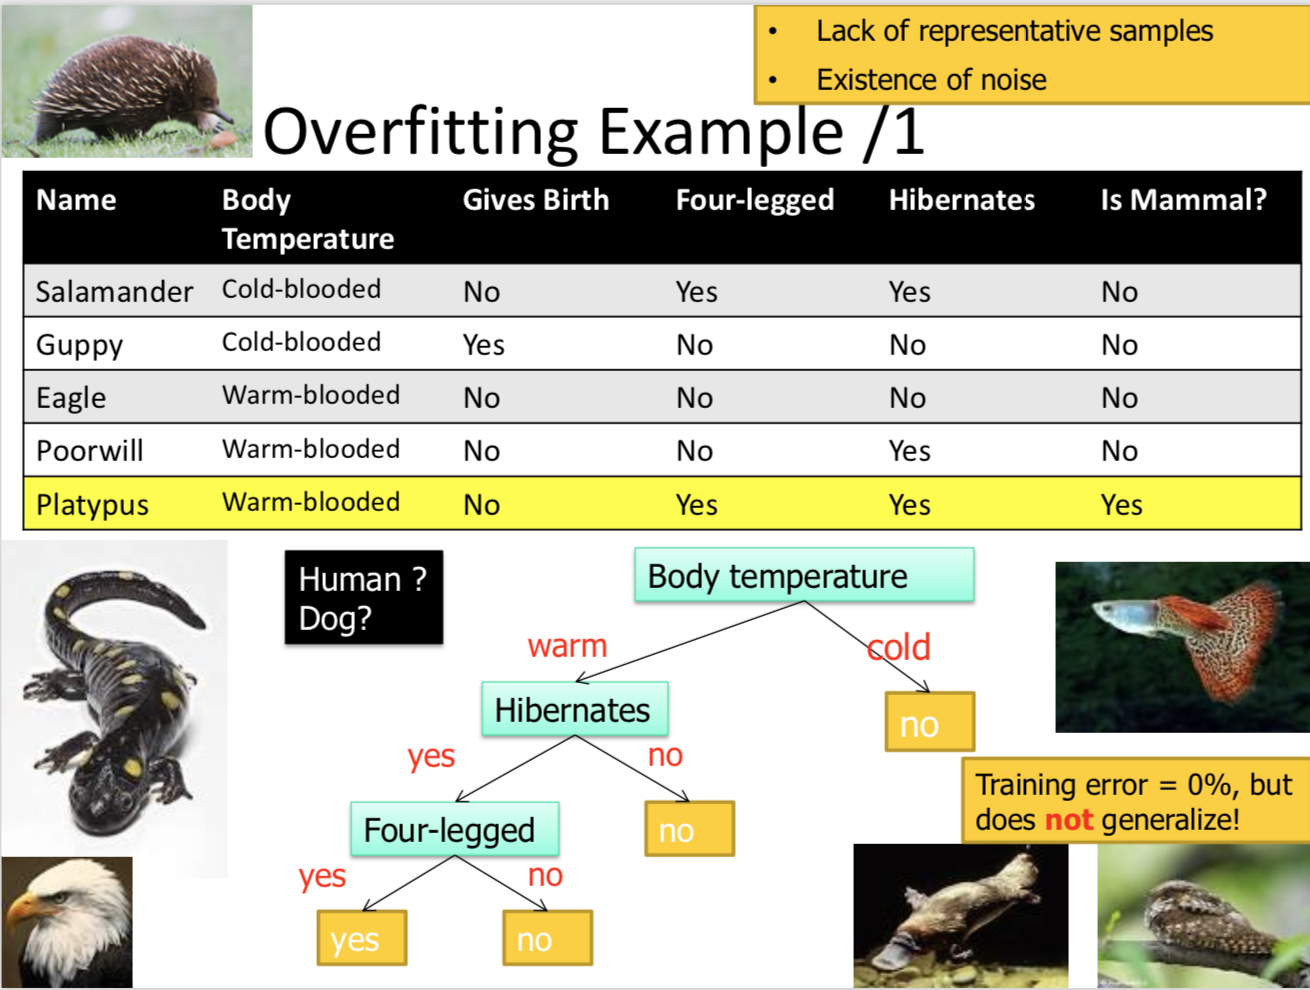 • Lack of representative samples
• Existence of noise
Overfitting Example /1
Name Body Temperature Gives Birth Four-legged Hibernates Is Mammal?
Salamander Cold-blooded No Yes Yes No
Guppy Cold-blooded Yes No No No
Eagle Warm-blooded No No No No
Poorwill Warm-blooded No No Yes No
Platypus Warm-blooded No Yes Yes Yes
Human ?
Dog?
Body temperature
warm
cold
Hibernates
no
yes
no
Four-legged
no
yes
no
yes
no
Training error = 0%, but
does not generalize!